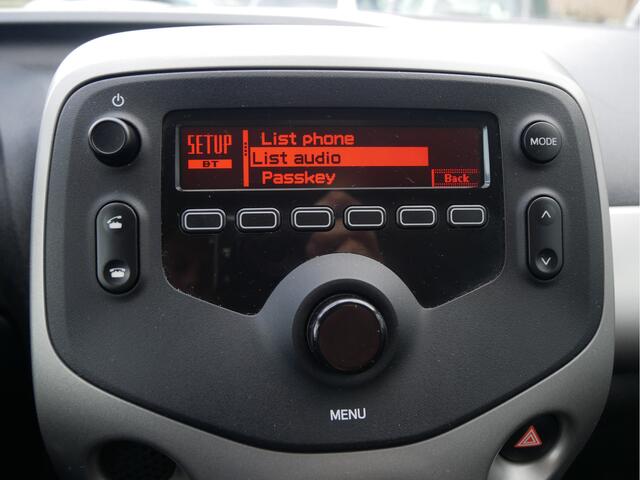 List phone
SETUP
List audio
BT
Passkey
Back
MODE
MENU